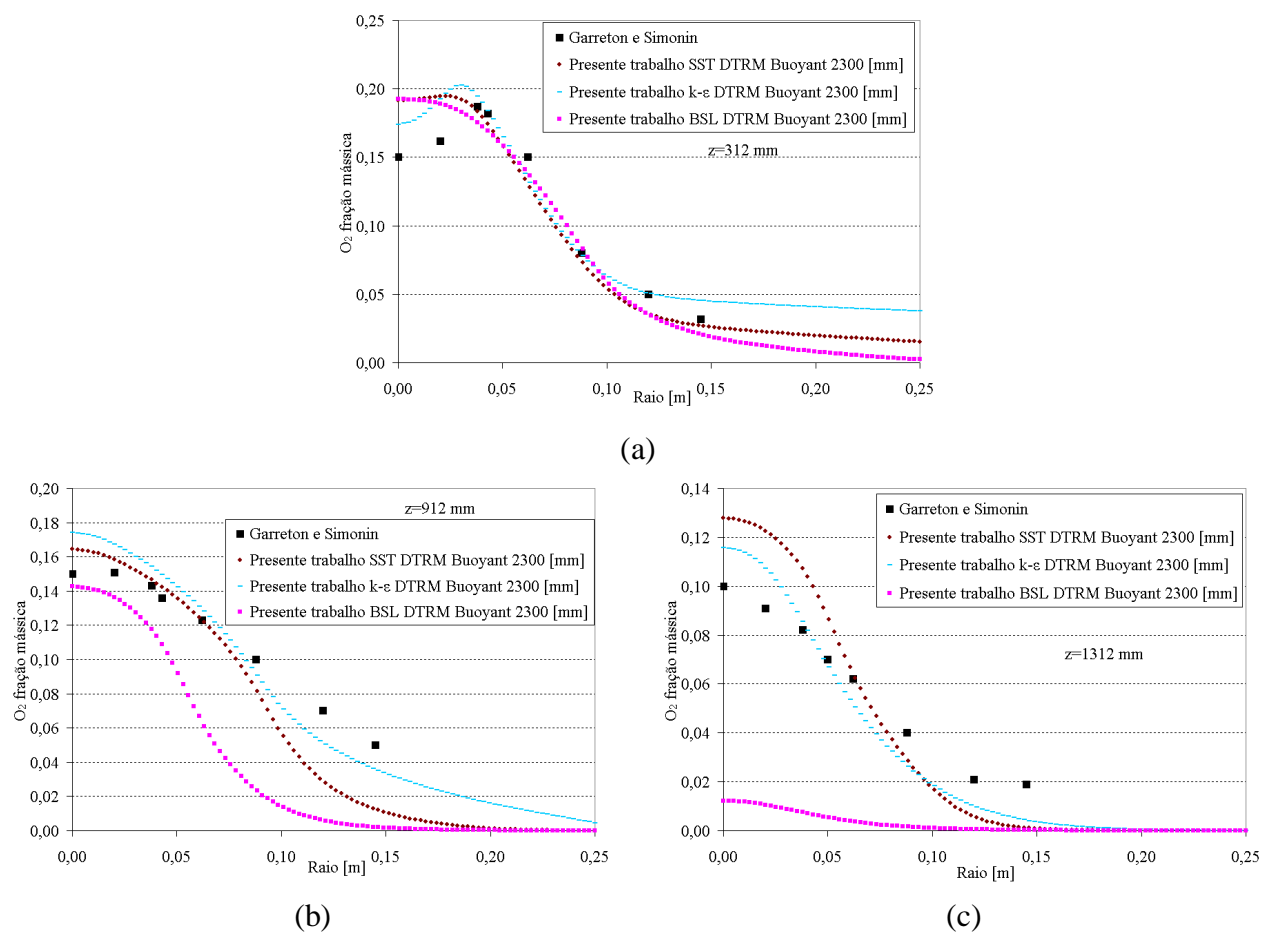 0,25
0,20
0,15
0,10
0,05
0,00
O₂ fração mássica
Garreton e Simonin
Presente trabalho SST DTRM Buoyant 2300 [mm]
Presente trabalho k-ε DTRM Buoyant 2300 [mm]
Presente trabalho BSL DTRM Buoyant 2300 [mm]
z=312 mm
0,00 0,05 0,10 0,15 0,20 0,25
Raio [m]
(a)
0,20
0,18
0,16
0,14
0,12
0,10
0,08
0,06
0,04
0,02
0,00
O₂ fração mássica
z=912 mm
Garreton e Simonin
Presente trabalho SST DTRM Buoyant 2300 [mm]
Presente trabalho k-ε DTRM Buoyant 2300 [mm]
Presente trabalho BSL DTRM Buoyant 2300 [mm]
0,00 0,05 0,10 0,15 0,20 0,25
Raio [m]
(b)
0,14
0,12
0,10
0,08
0,06
0,04
0,02
0,00
O₂ fração mássica
Garreton e Simonin
Presente trabalho SST DTRM Buoyant 2300 [mm]
Presente trabalho k-ε DTRM Buoyant 2300 [mm]
Presente trabalho BSL DTRM Buoyant 2300 [mm]
z=1312 mm
0,00 0,05 0,10 0,15 0,20 0,25
Raio [m]
(c)